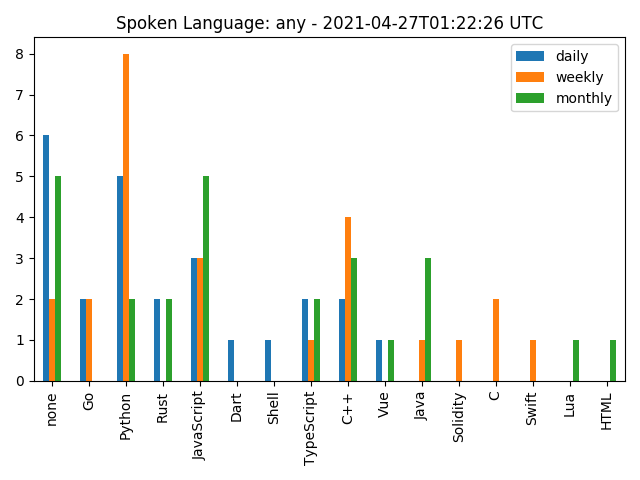 Spoken Language: any - 2021-04-27T01:22:26 UTC
daily
weekly
monthly
8
7
6
5
4
3
2
1
0
none
Go
Python
Rust
JavaScript
Dart
Shell
TypeScript
C++
Vue
Java
Solidity
C
Swift
Lua
HTML